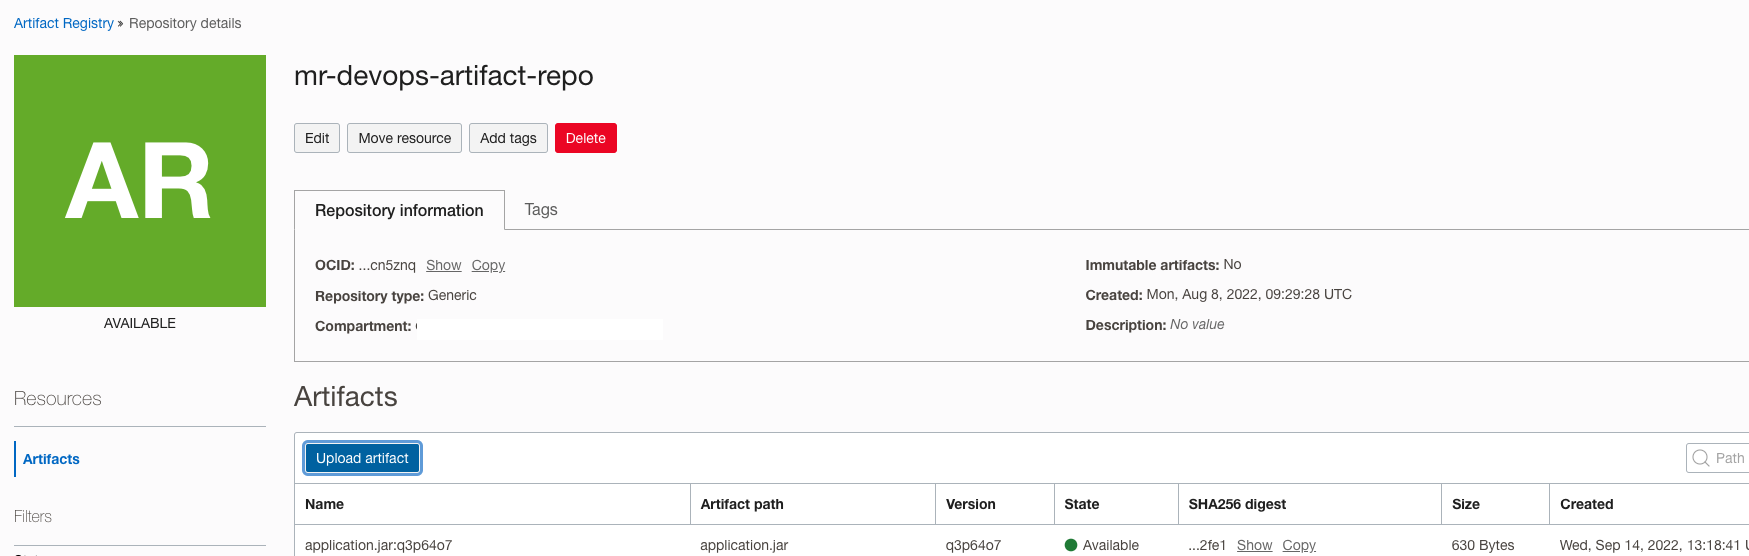 Artifact Registry » Repository details
AR
AVAILABLE
mr-devops-artifact-repo
Edit Move resource Add tags Delete
Repository information Tags
OCID: ...cn5znq Show Copy
Repository type: Generic
Compartment:
Immutable artifacts: No
Created: Mon, Aug 8, 2022, 09:29:28 UTC
Description: No value
Resources
Artifacts
Filters
Artifacts
Upload artifact
Path
Name Artifact path Version State SHA256 digest Size Created
application.jar:q3p64o7 application.jar q3p64o7 Available ...2fe1 Show Copy 630 Bytes Wed, Sep 14, 2022, 13:18:41